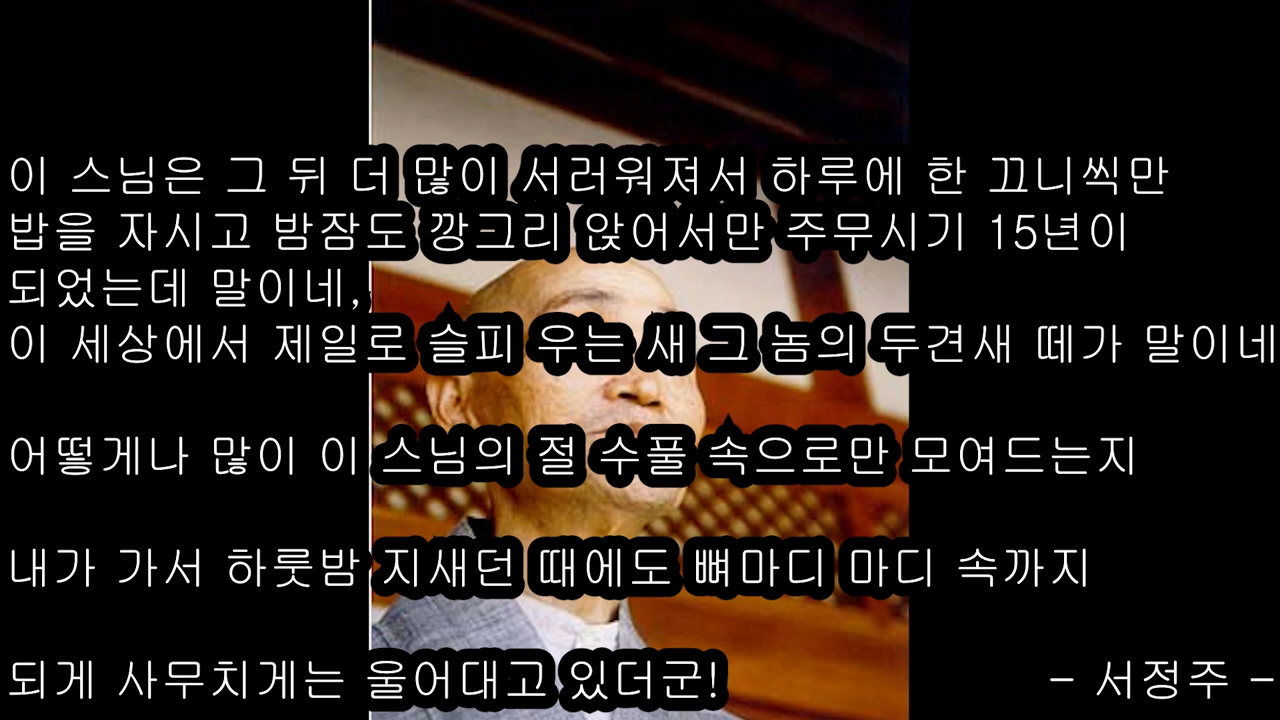 이 스님은 그 뒤 더 많이 서러워져서 하루에 한 끄니씩만
밥을 자시고 밤잠도 깡그리 앉어서만 주무시기 15년이
되었는데 말이네,
이 세상에서 제일로 슬피 우는 새 그 놈의 두견새 떼가 말이네
어떻게나 많이 이 스님의 절 수풀 속으로만 모여드는지
내가 가서 하룻밤 지새던 때에도 뼈마디 마디 속까지
되게 사무치게는 울어대고 있더군!
- 서정주 -